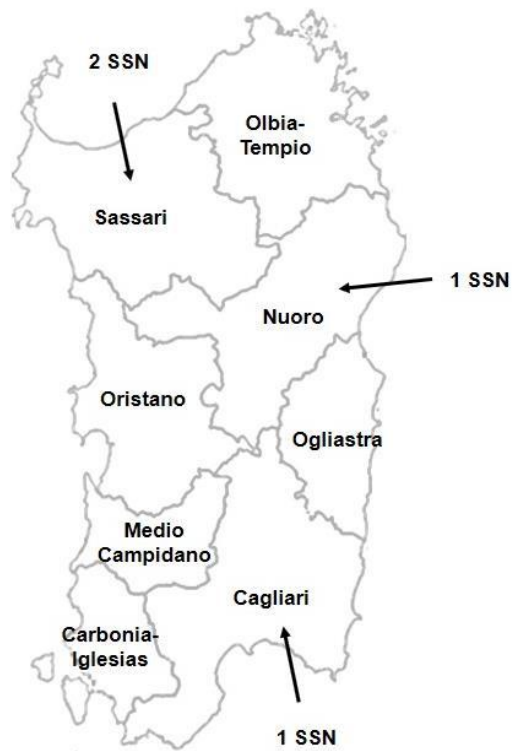 2 SSN
Olbia-
Tempio
Sassari
1 SSN
Nuoro
Oristano
Ogliastra
Medio
Campidano
Cagliari
Carbonia-
Iglesias
1 SSN